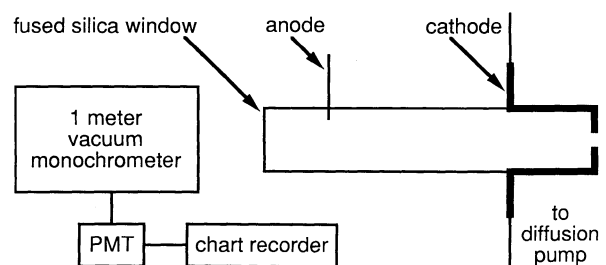 fused silica window
anode
cathode
1 meter
vacuum
monochrometer
PMT
chart recorder
to
diffusion
pump